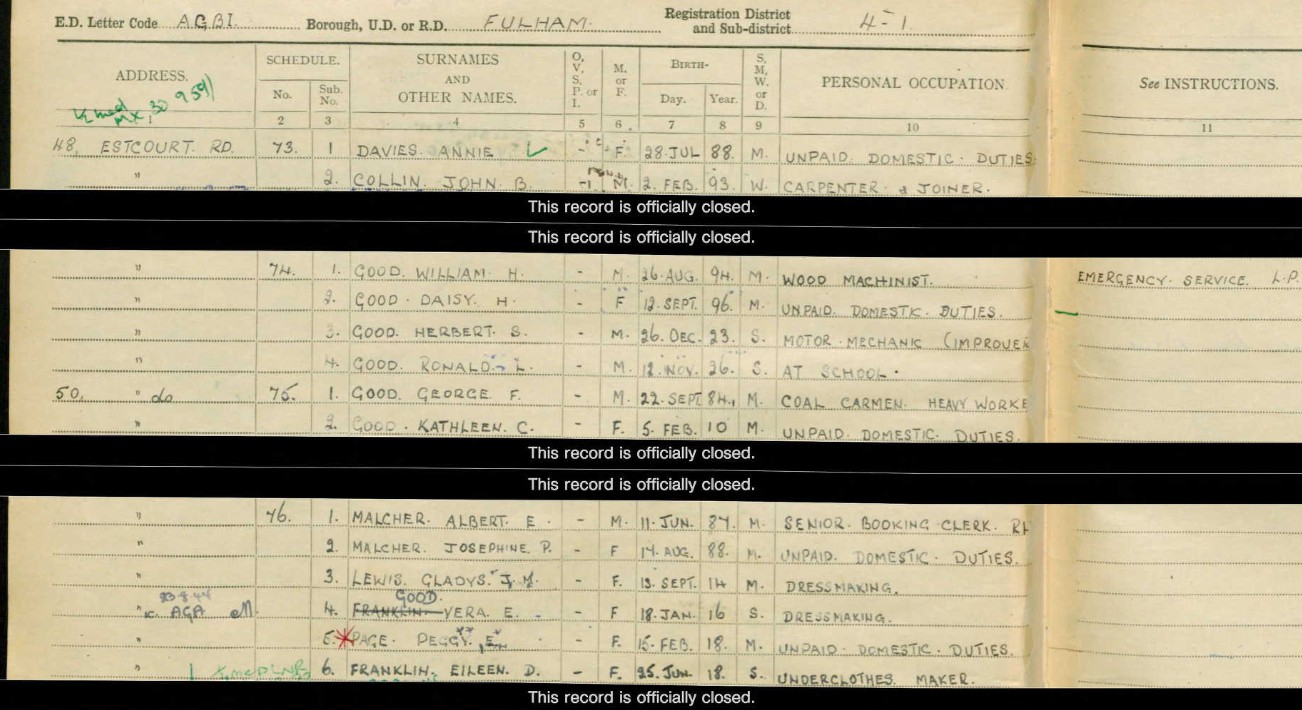 E.D. Letter Code AGBI. Borough, U.D. or R.D. FULHAM. Registration District and Sub-district 4-1
ADDRESS. SCHEDULE. No. Sub. No. SURNAMES AND OTHER NAMES. O, V, S, P, or I. M. or F. BIRTH- Day. Year. S, M, W, or D. PERSONAL OCCUPATION See INSTRUCTIONS.
2 3 4 5 6 7 8 9 10 11
48, ESTCOURT. RD. 73. 1 DAVIES. ANNIE - F. 28 JUL 88. M. UNPAID. DOMESTIC. DUTIES
" 2. COLLIN. JOHN B. M. 2. FEB. 93. W. CARPENTER & JOINER.
This record is officially closed.
This record is officially closed.
" 74. 1. GOOD. WILLIAM. H. - M. 26 AUG. 94. M. WOOD MACHINIST. EMERGENCY. SERVICE. L.P.
" 2. GOOD. DAISY. H. - F 12. SEPT. 96. M. UNPAID. DOMESTIC. DUTIES.
" 3. GOOD. HERBERT. S. - M. 26. DEC. 23. S. MOTOR. MECHANIC (IMPROVER
" 4. GOOD. RONALD. L. - M. 12. NOV. 26. S. AT SCHOOL.
50, " do 75. 1. GOOD. GEORGE F. - M. 22. SEPT 84. M. COAL CARMEN. HEAVY WORKE
" 2. GOOD. KATHLEEN. C. - F. 5. FEB. 10 M. UNPAID. DOMESTIC. DUTIES.
This record is officially closed.
This record is officially closed.
" 76. 1. MALCHER. ALBERT. E. - M. 11. JUN. 87. M. SENIOR. BOOKING CLERK.
" 2. MALCHER. JOSEPHINE. P. - F 14. AUG. 88. M. UNPAID. DOMESTIC. DUTIES.
" 3. LEWIS. GLADYS. J. M. - F. 13. SEPT. 14 M. DRESSMAKING.
GOOD.
" AGA 4. FRANKLIN VERA. E. - F 18. JAN. 16 S. DRESSMAKING.
" 5. PAGE. PEGGY. E. F. 15. FEB. 18. M. UNPAID. DOMESTIC. DUTIES.
" 6. FRANKLIN. EILEEN. D. - F. 25. JUN. 18. S. UNDERCLOTHES MAKER.
This record is officially closed.